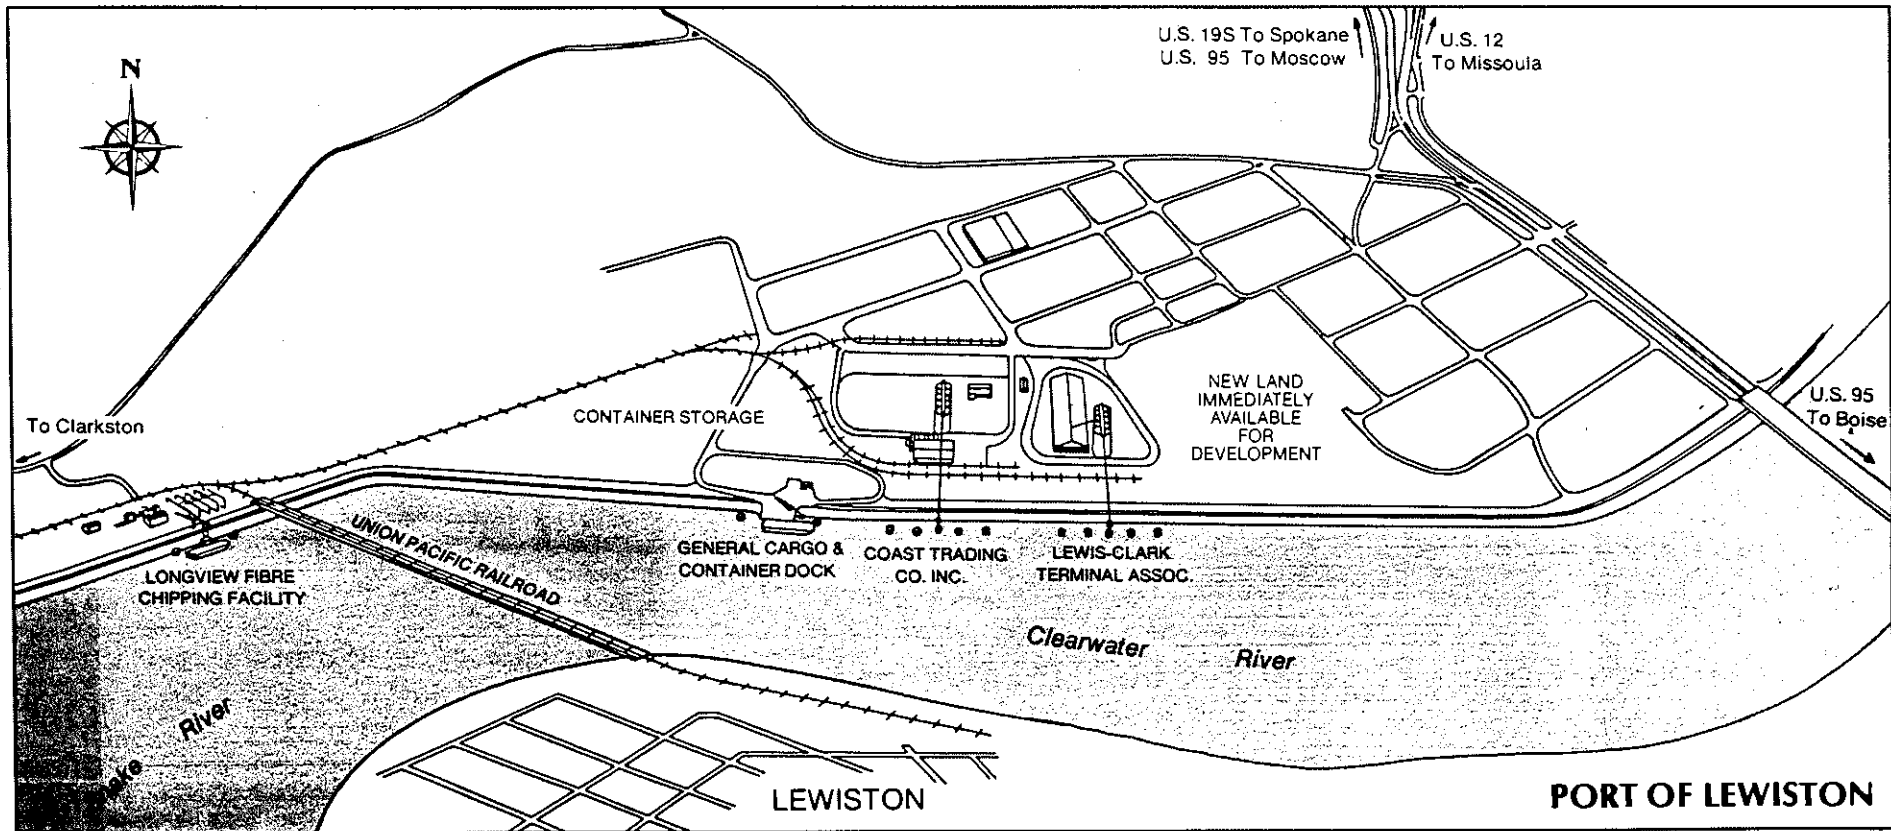 U.S. 19S To Spokane
U.S. 95 To Moscow
U.S. 12
To Missoula
N
NEW LAND
IMMEDIATELY
AVAILABLE
FOR
DEVELOPMENT
U.S. 95
To Boise
CONTAINER STORAGE
To Clarkston
UNION PACIFIC RAILROAD
GENERAL CARGO &
CONTAINER DOCK
COAST TRADING
CO. INC.
LEWIS-CLARK
TERMINAL ASSOC.
LONGVIEW FIBRE
CHIPPING FACILITY
Clearwater River
River
LEWISTON
PORT OF LEWISTON